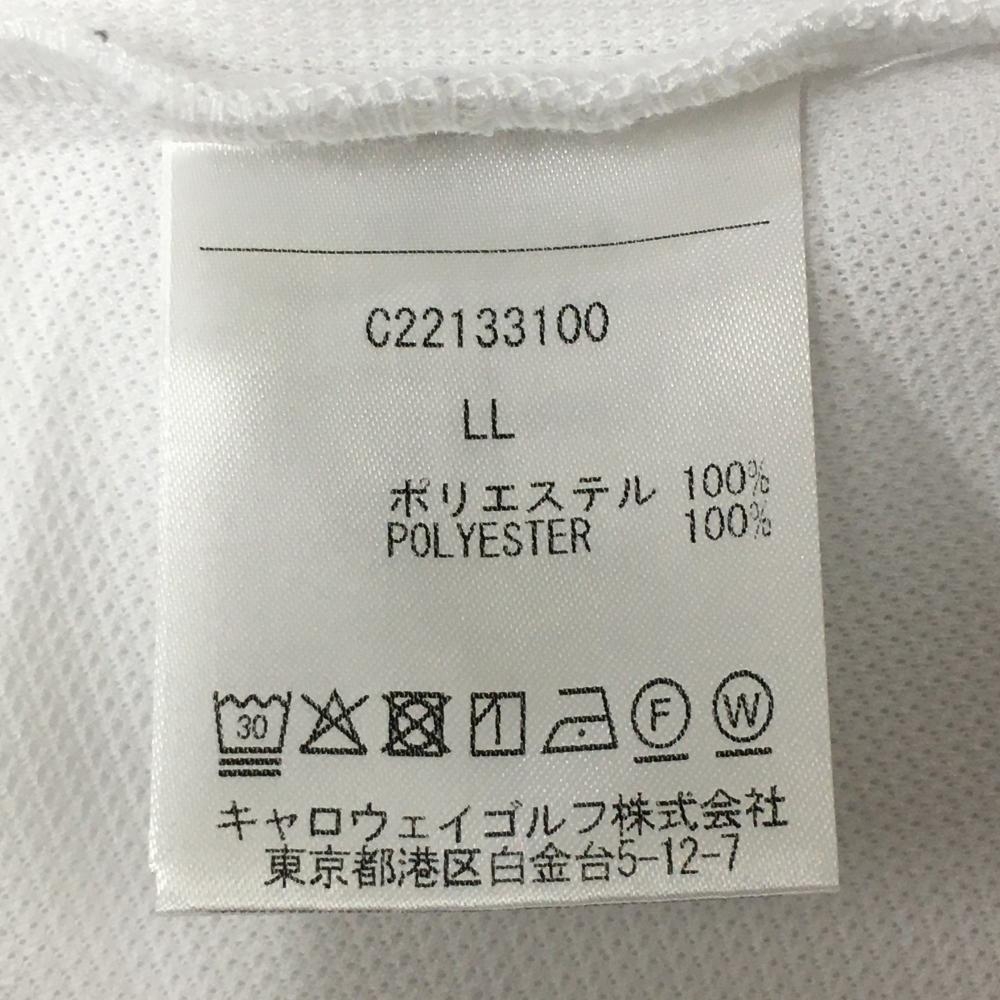 C22133100
LL
ポリエステル 100%
POLYESTER 100%
30 F W
キャロウェイゴルフ株式会社
東京都港区白金台5-12-7